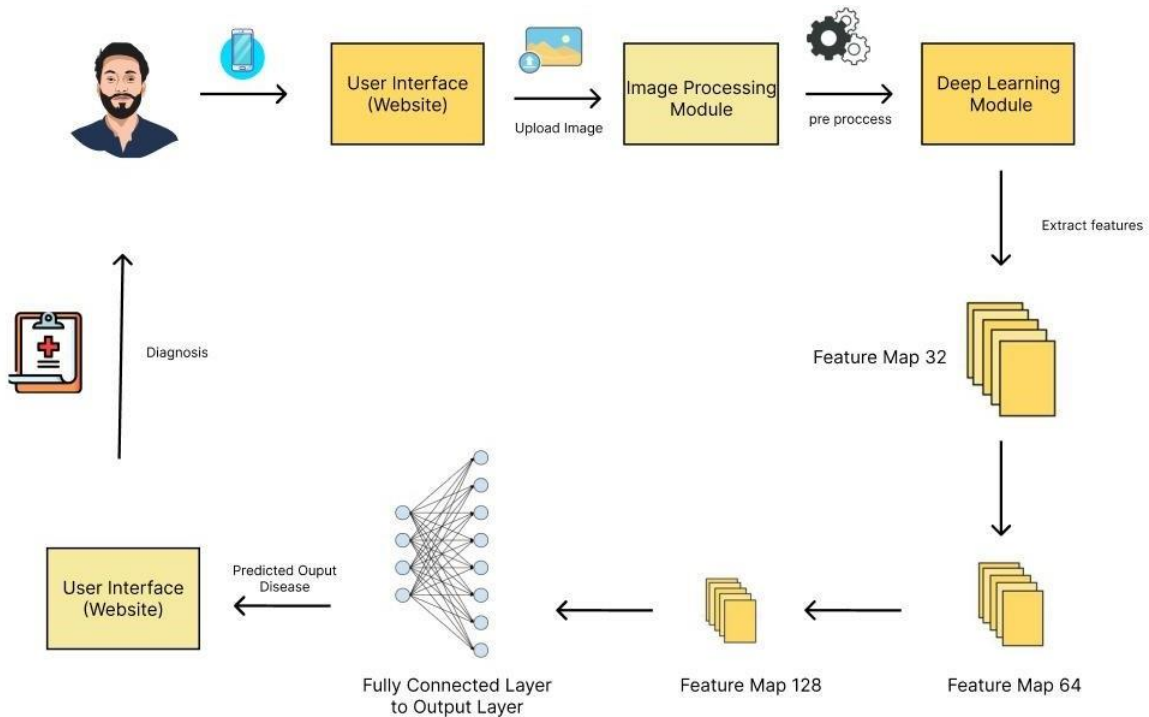 User Interface
(Website)
Upload Image
Image Processing
Module
pre proccess
Deep Learning
Module
Extract features
Feature Map 32
Diagnosis
User Interface
(Website)
Predicted Ouput
Disease
Fully Connected Layer
to Output Layer
Feature Map 128
Feature Map 64